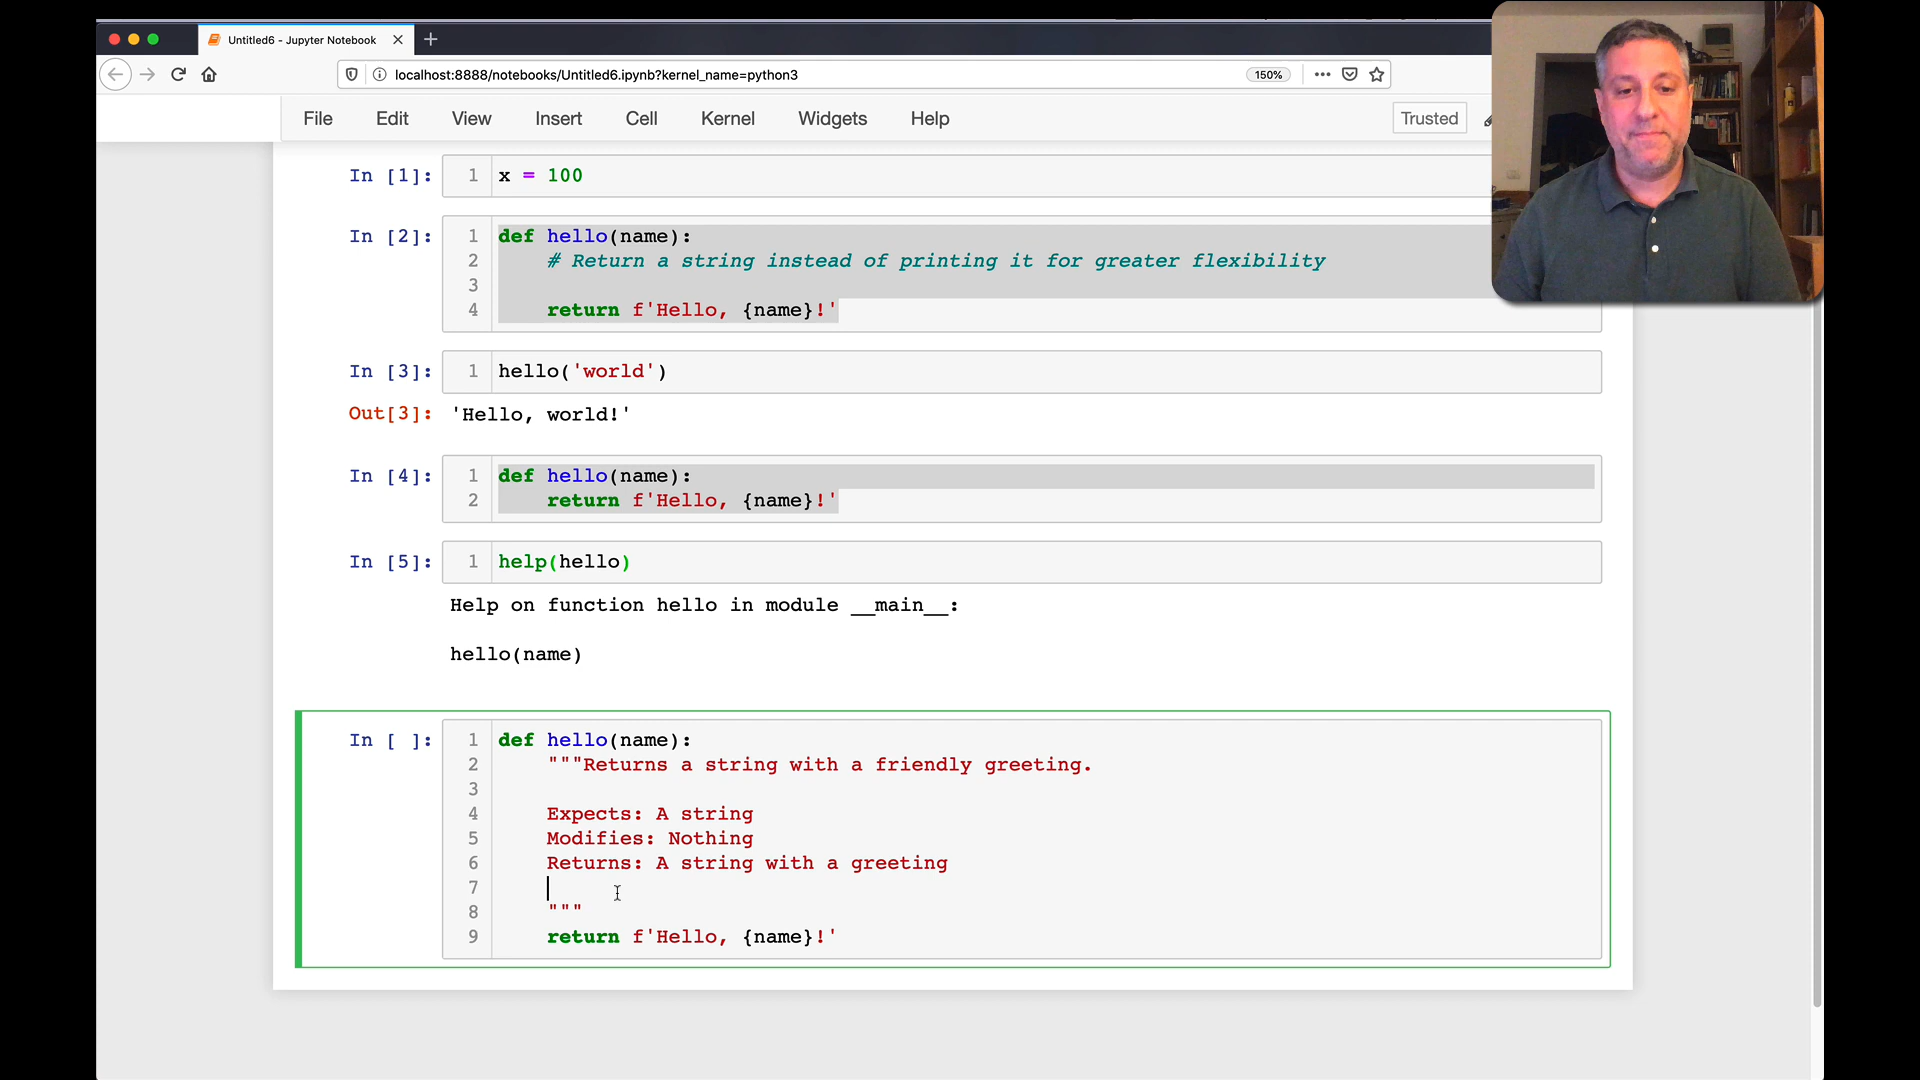 Untitled6 - Jupyter Notebook
localhost:8888/notebooks/Untitled6.ipynb?kernel_name=python3
150%
File Edit View Insert Cell Kernel Widgets Help
Trusted
In [1]: 1 x = 100
In [2]: 1 def hello(name):
2 # Return a string instead of printing it for greater flexibility
3
4 return f'Hello, {name}!'
In [3]: 1 hello('world')
Out[3]: 'Hello, world!'
In [4]: 1 def hello(name):
2 return f'Hello, {name}!'
In [5]: 1 help(hello)
Help on function hello in module __main__:
hello(name)
In [ ]: 1 def hello(name):
2 """Returns a string with a friendly greeting.
3
4 Expects: A string
5 Modifies: Nothing
6 Returns: A string with a greeting
7
8 """
9 return f'Hello, {name}!'